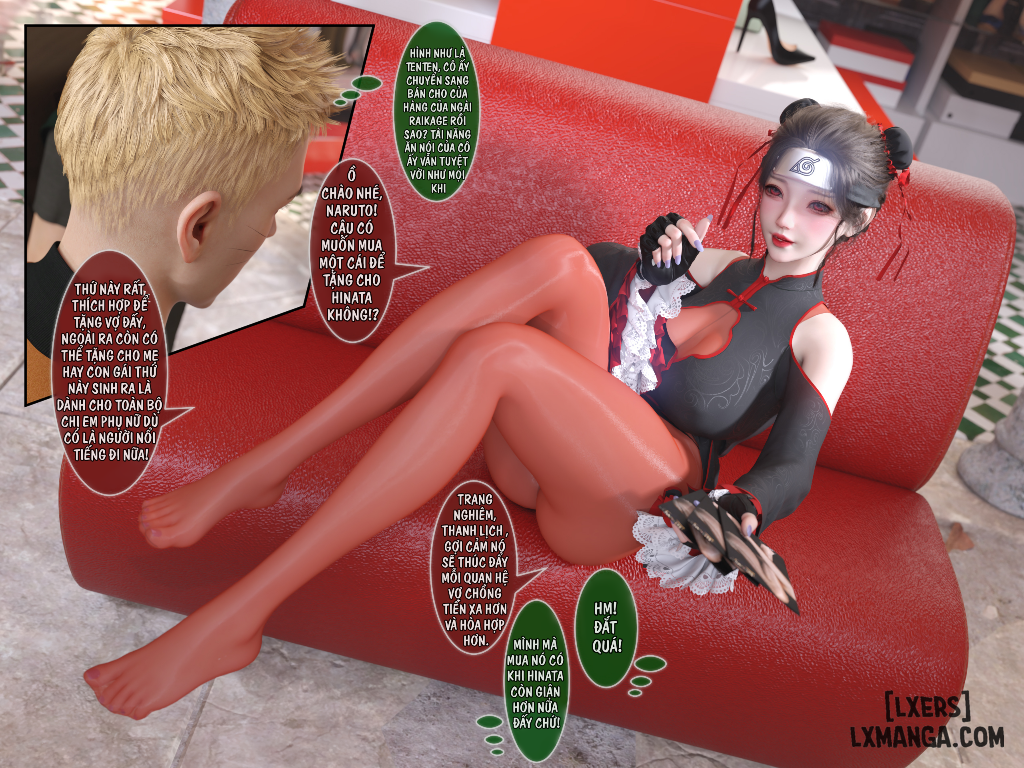 HÌNH NHƯ LÀ
TENTEN, CÔ ẤY
CHUYỂN SANG
BÁN CHO CỬA
HÀNG CỦA NGÀI
RAIKAGE RỒI
SAO? TÀI NĂNG
ĂN NÓI CỦA CÔ
ẤY VẪN TUYỆT
VỜI NHƯ MỌI
KHI
Ồ
CHÀO NHÉ,
NARUTO!
CẬU CÓ
MUỐN MUA
MỘT CÁI ĐỂ
TẶNG CHO
HINATA
KHÔNG!?
THỨ NÀY RẤT,
THÍCH HỢP ĐỂ
TẶNG VỢ ĐẤY,
NGOÀI RA CÒN CÓ
THỂ TẶNG CHO MẸ
HAY CON GÁI THỨ
NÀY SINH RA LÀ
DÀNH CHO TOÀN BỘ
CHỊ EM PHỤ NỮ DÙ
CÓ LÀ NGƯỜI NỔI
TIẾNG ĐI NỮA!
TRANG
NGHIÊM,
THANH LỊCH ,
GỢI CẢM NÓ
SẼ THÚC ĐẨY
MỐI QUAN HỆ
VỢ CHỒNG
TIẾN XA HƠN
VÀ HÒA HỢP
HƠN.
HM!
ĐẮT
QUÁ!
MÌNH MÀ
MUA NÓ CÓ
KHI HINATA
CÒN GIẬN
HƠN NỮA
ĐẤY CHỨ!
[LXERS]
LXMANGA.COM